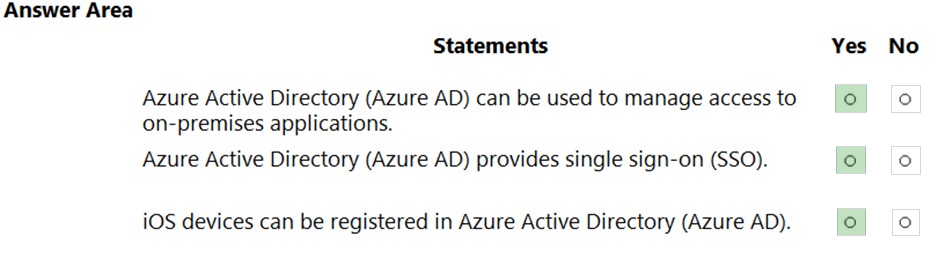 Answer Area
Statements Yes No
Azure Active Directory (Azure AD) can be used to manage access to
on-premises applications.
Azure Active Directory (Azure AD) provides single sign-on (SSO).
iOS devices can be registered in Azure Active Directory (Azure AD).